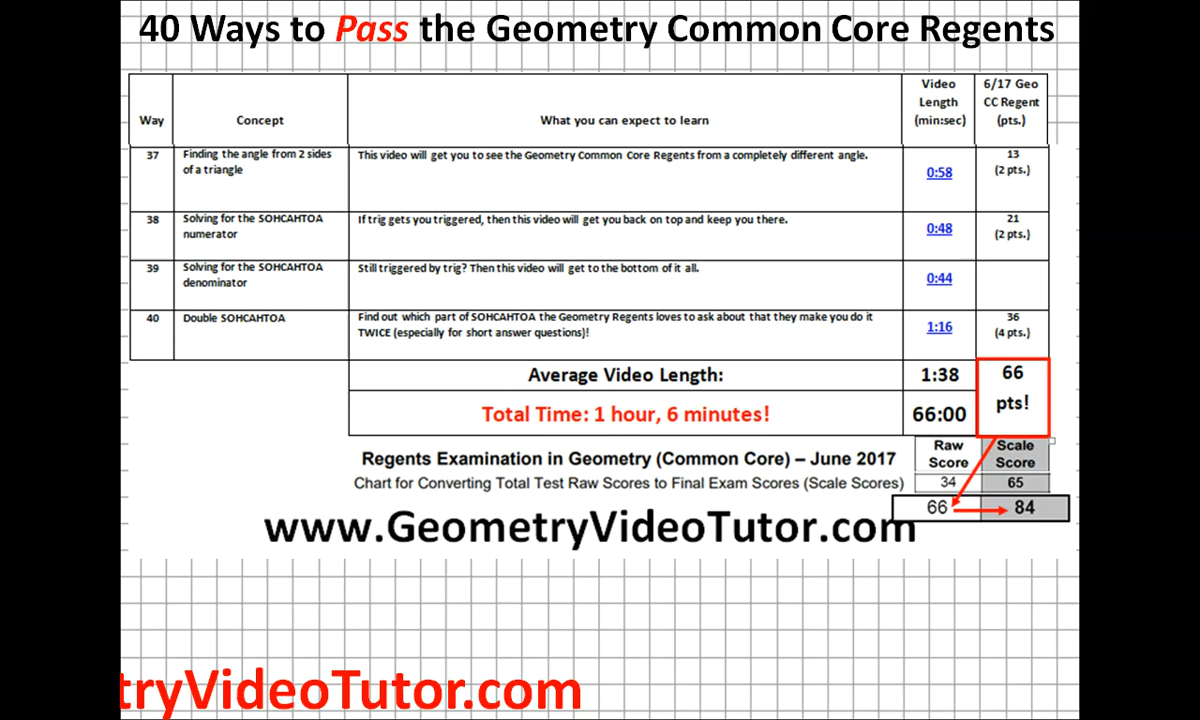 40 Ways to Pass the Geometry Common Core Regents
Way
Concept
What you can expect to learn
Video
Length
(min:sec)
6/17 Geo
CC Regent
(pts.)
37
Finding the angle from 2 sides
of a triangle
This video will get you to see the Geometry Common Core Regents from a completely different angle.
0:58
13
(2 pts.)
38
Solving for the SOHCAHTOA
numerator
If trig gets you triggered, then this video will get you back on top and keep you there.
0:48
21
(2 pts.)
39
Solving for the SOHCAHTOA
denominator
Still triggered by trig? Then this video will get to the bottom of it all.
0:44
40
Double SOHCAHTOA
Find out which part of SOHCAHTOA the Geometry Regents loves to ask about that they make you do it
TWICE (especially for short answer questions)!
1:16
36
(4 pts.)
Average Video Length:
1:38
66
pts!
Total Time: 1 hour, 6 minutes!
66:00
Regents Examination in Geometry (Common Core) – June 2017
Chart for Converting Total Test Raw Scores to Final Exam Scores (Scale Scores)
Raw
Score
Scale
Score
34
65
66
84
www.GeometryVideoTutor.com
tryVideoTutor.com